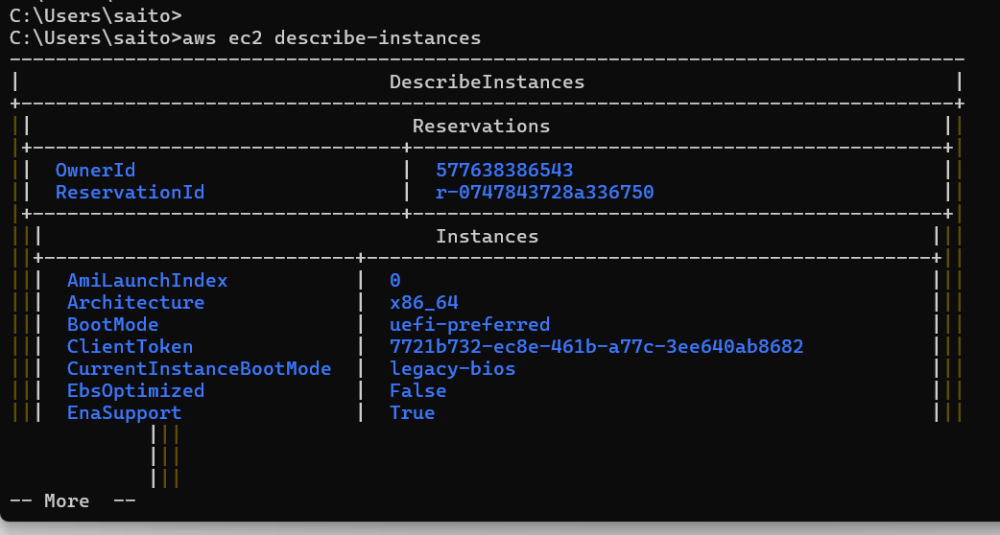 C:\Users\saito>
C:\Users\saito>aws ec2 describe-instances
DescribeInstances
Reservations
OwnerId | 577638386543
ReservationId | r-0747843728a336750
Instances
AmiLaunchIndex | 0
Architecture | x86_64
BootMode | uefi-preferred
ClientToken | 7721b732-ec8e-461b-a77c-3ee640ab8682
CurrentInstanceBootMode | legacy-bios
EbsOptimized | False
EnaSupport | True
-- More  --